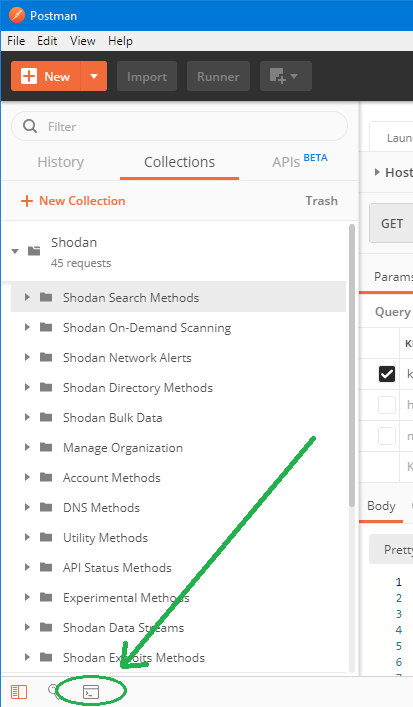 Postman
File Edit View Help
New Import Runner
Filter
History Collections APIs BETA
New Collection Trash
Shodan
45 requests
Shodan Search Methods
Shodan On-Demand Scanning
Shodan Network Alerts
Shodan Directory Methods
Shodan Bulk Data
Manage Organization
Account Methods
DNS Methods
Utility Methods
API Status Methods
Experimental Methods
Shodan Data Streams
Shodan Exploits Methods
Laun
Host
GET
Params
Query
K
k
h
n
K
Body
Pretty
1
2
3
4
5
6
7